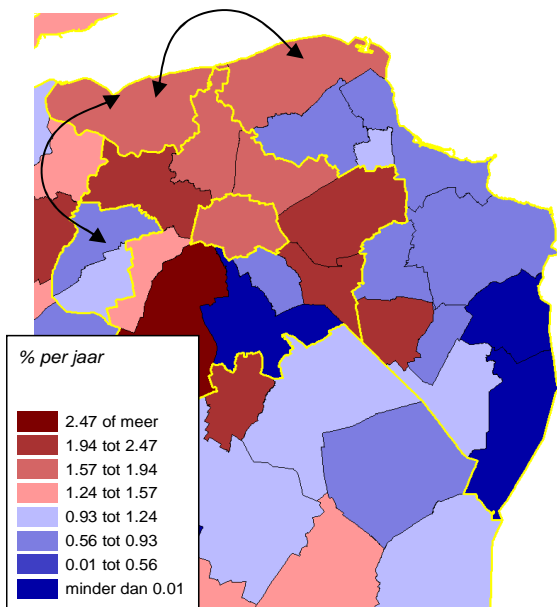 % per jaar
2.47 of meer
1.94 tot 2.47
1.57 tot 1.94
1.24 tot 1.57
0.93 tot 1.24
0.56 tot 0.93
0.01 tot 0.56
minder dan 0.01